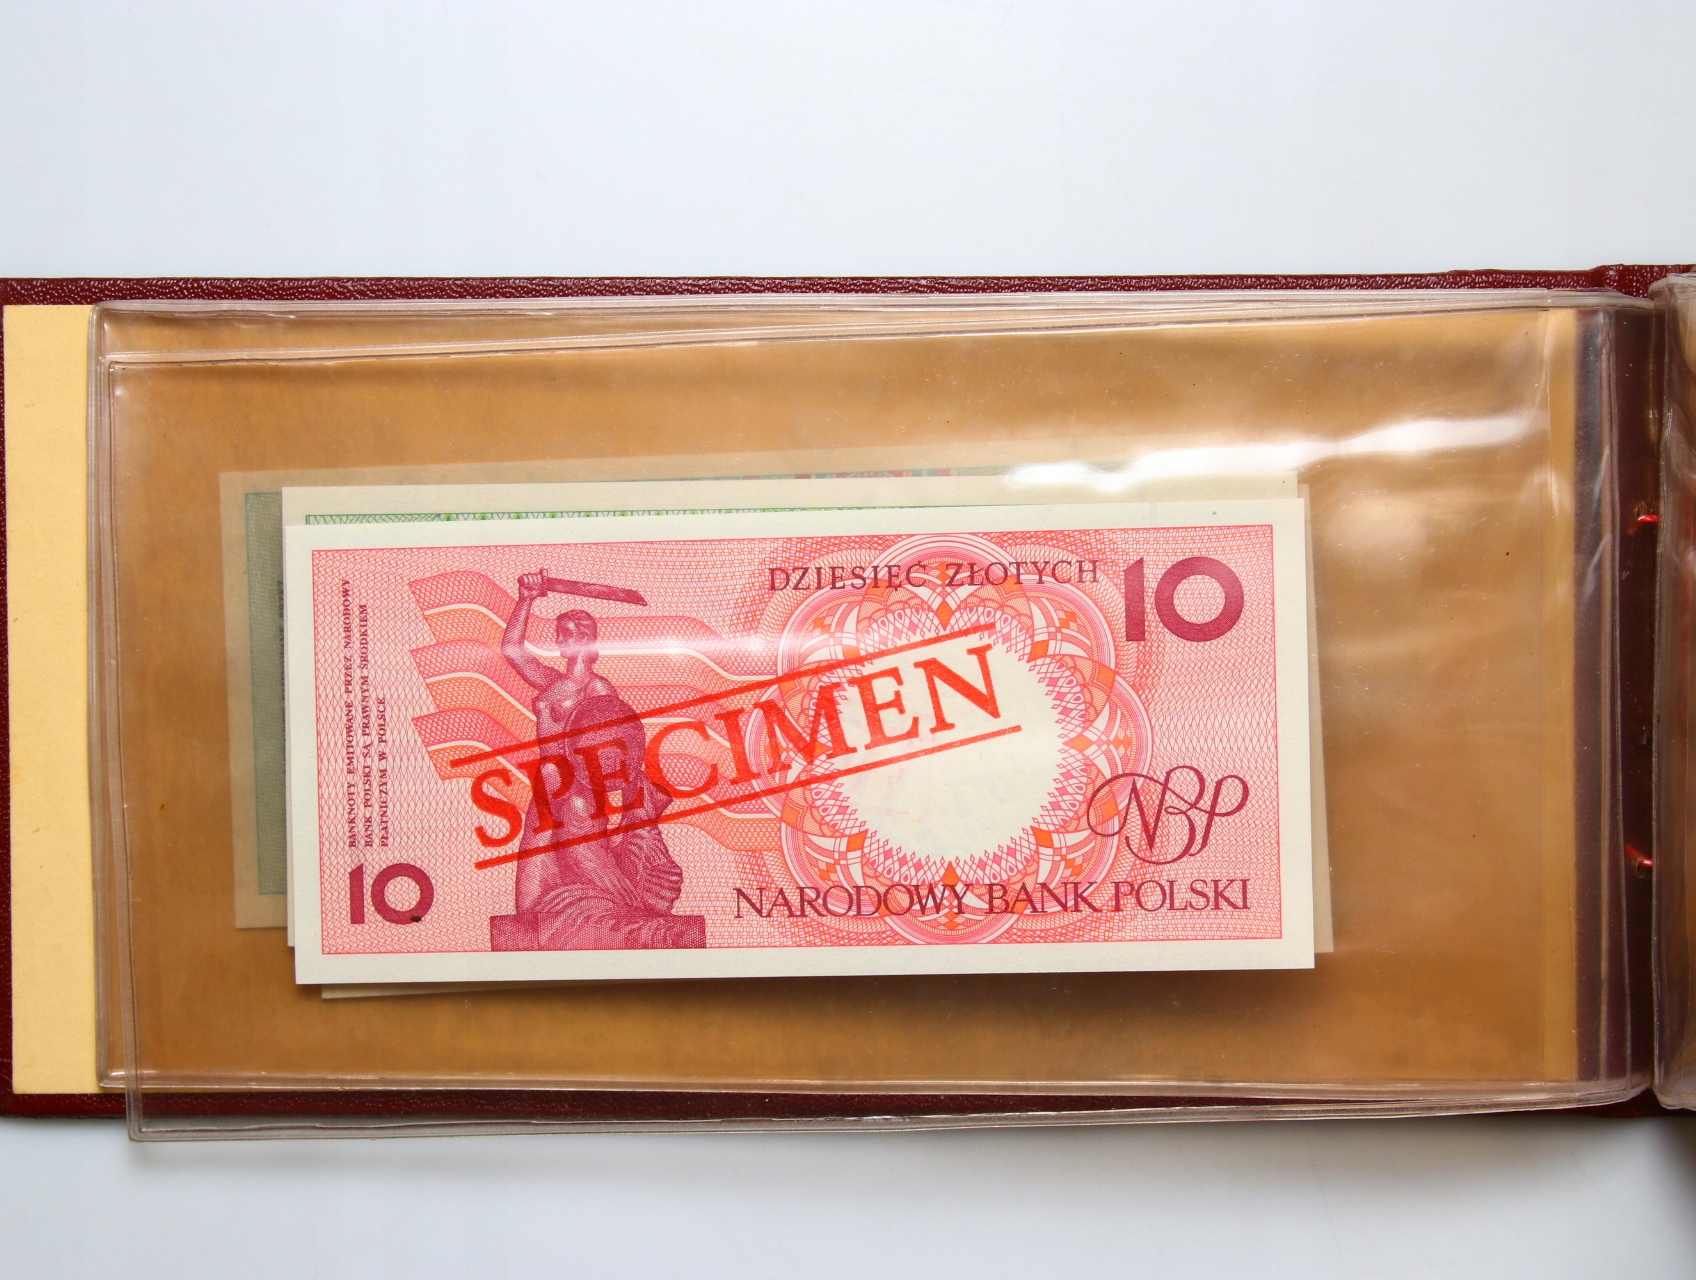 DZIESIĘĆ ZŁOTYCH
10
BANKNOTY EMITOWANE PRZEZ NARODOWY
BANK POLSKI SĄ PRAWNYM ŚRODKIEM
PŁATNICZYM W POLSCE
SPECIMEN
NBP
10
NARODOWY BANK POLSKI